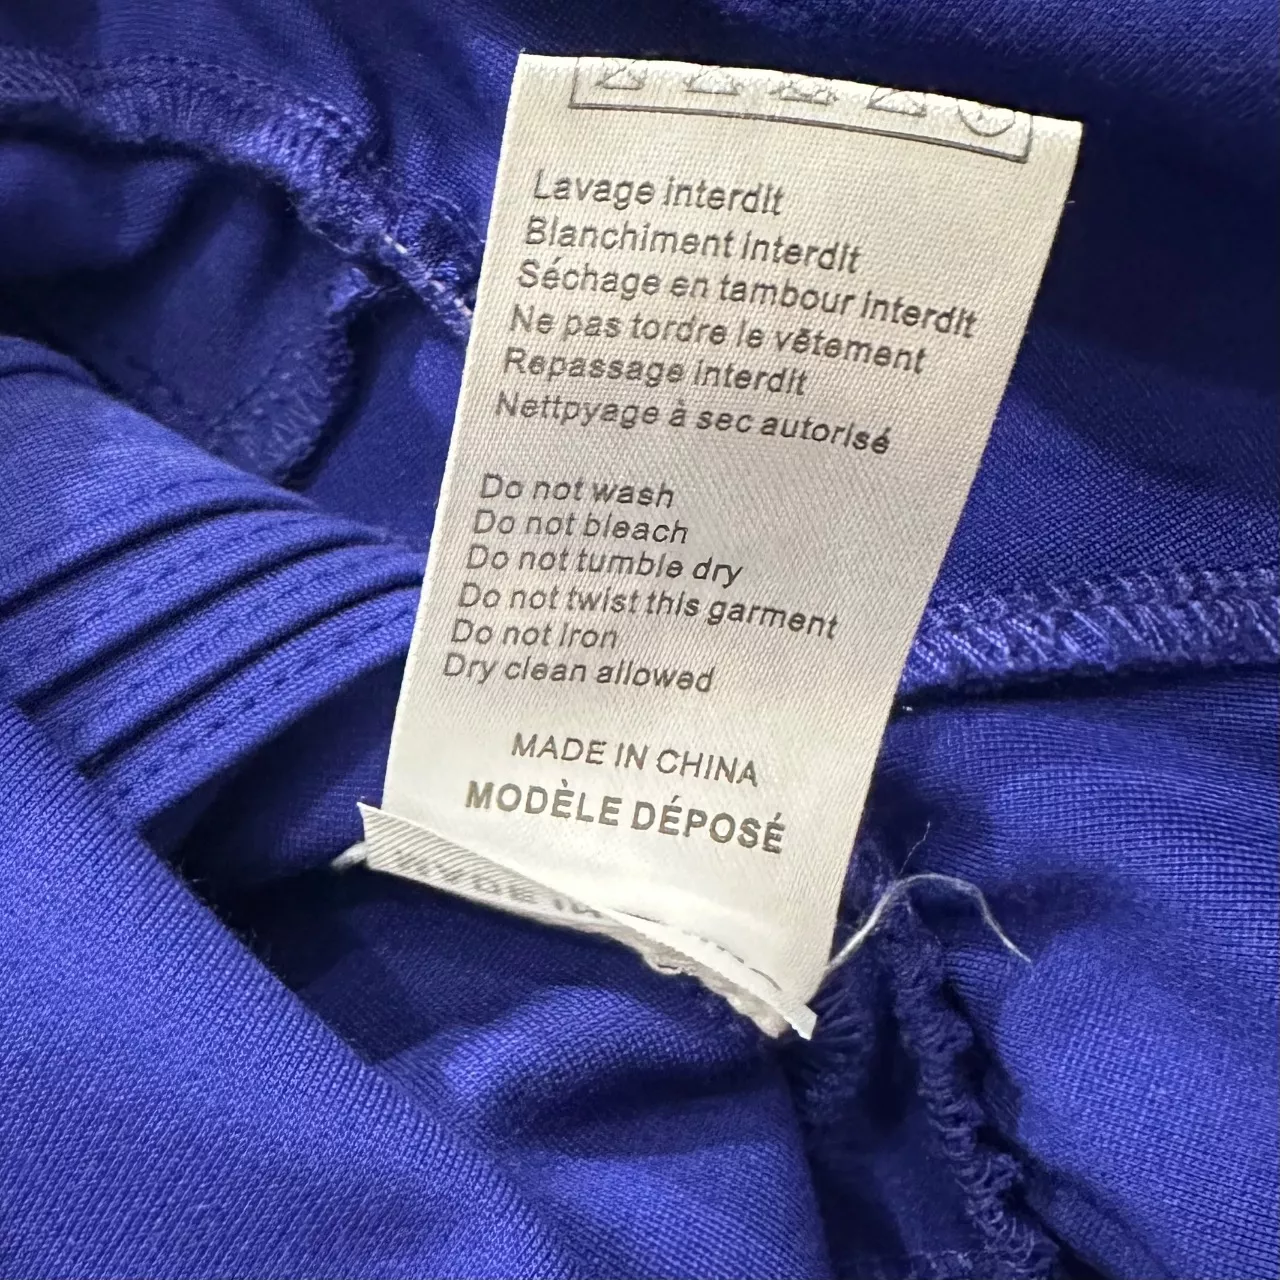 Lavage interdit
Blanchiment interdit
Séchage en tambour interdit
Ne pas tordre le vêtement
Repassage interdit
Nettpyage à sec autorisé
Do not wash
Do not bleach
Do not tumble dry
Do not twist this garment
Do not iron
Dry clean allowed
MADE IN CHINA
MODÈLE DÉPOSÉ